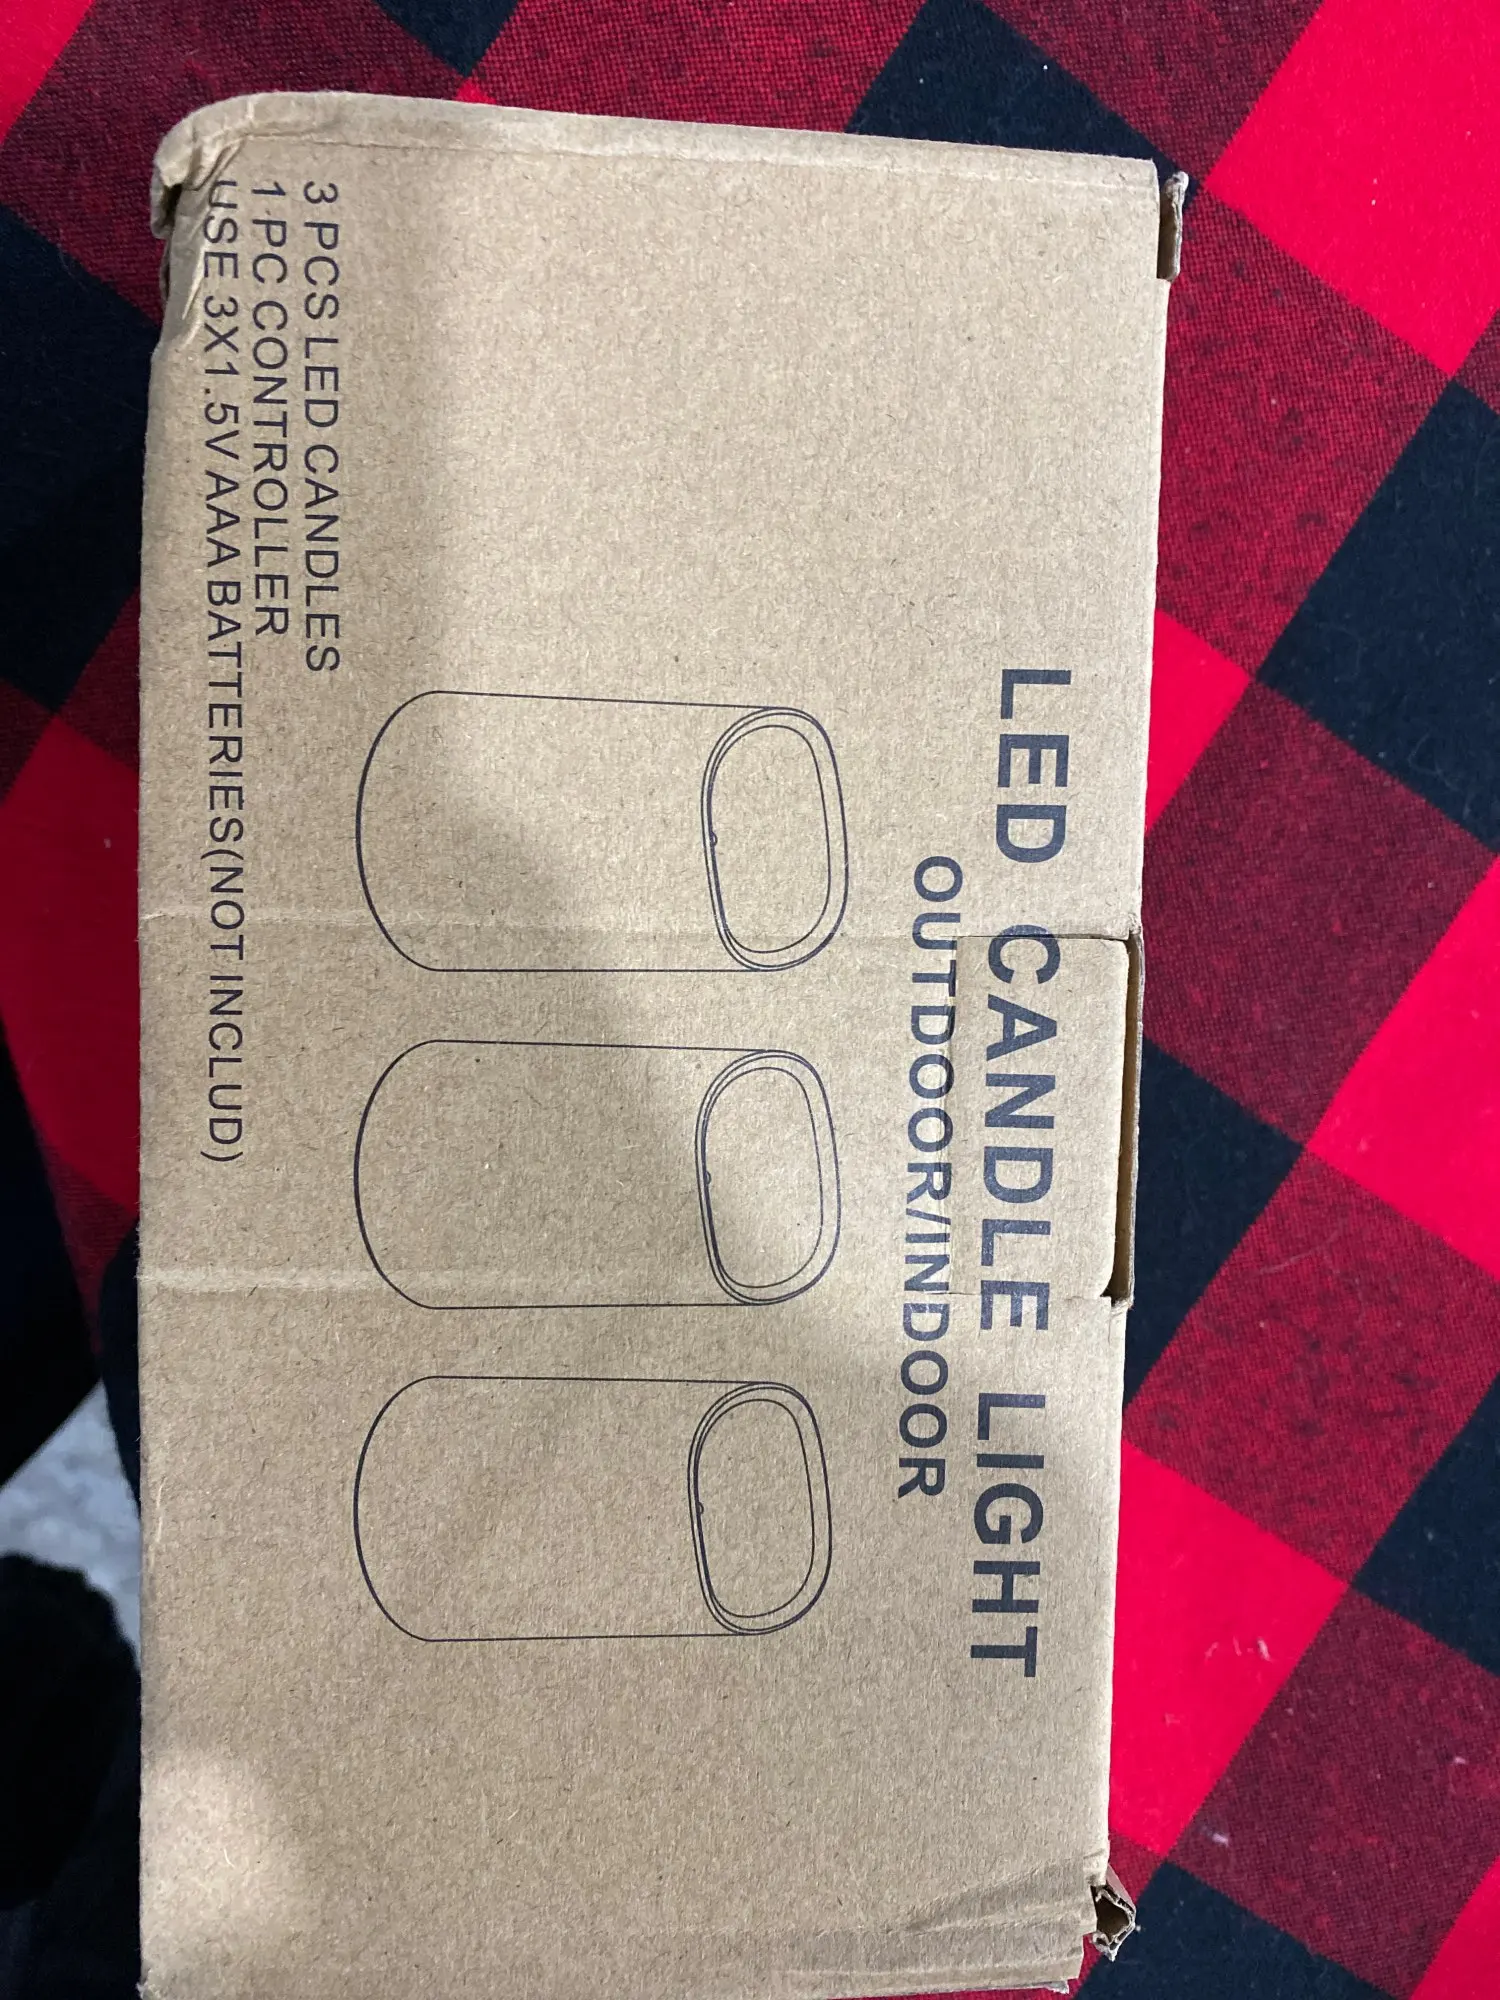 LED CANDLE LIGHT
OUTDOOR/INDOOR
3 PCS LED CANDLES
1 PC CONTROLLER
USE 3X1.5V AAA BATTERIES(NOT INCLUD)